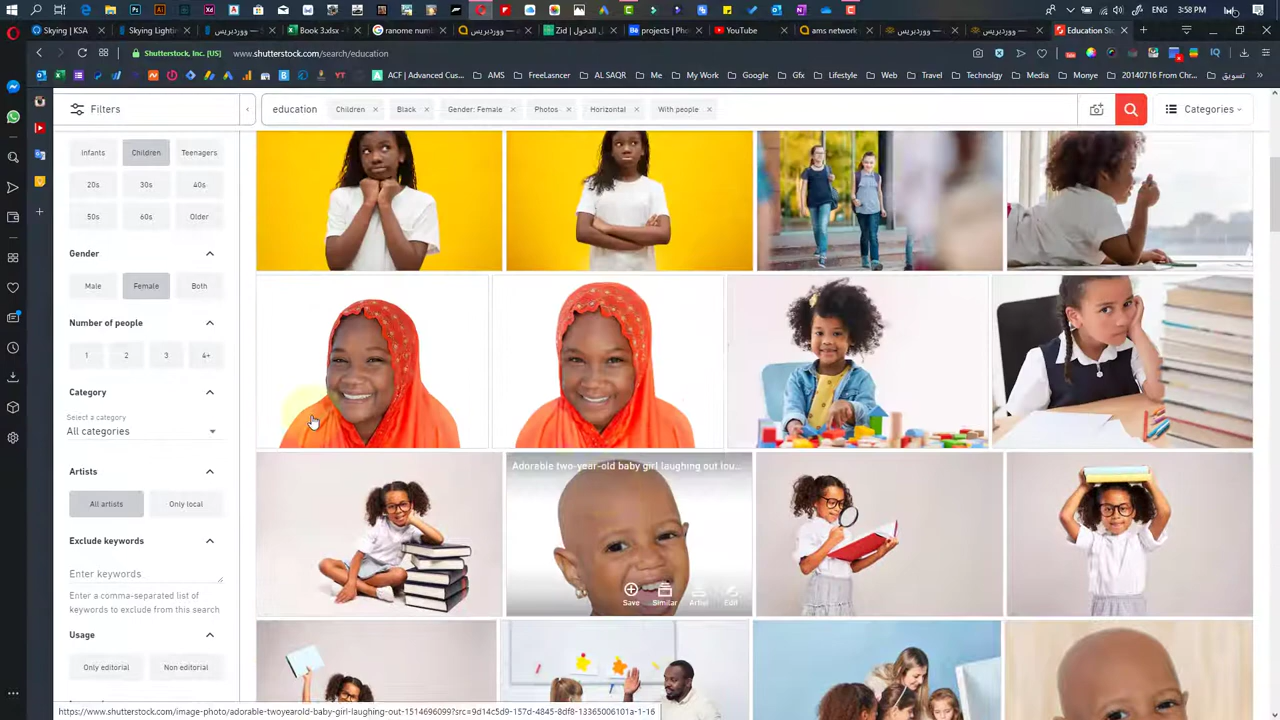 3:58 PM
ENG
Skying | KSA
Skying Lightin
ووردبريس
Book 3.xlsx
ranome num
ووردبريس
Zid | الدخول
projects | Ph
YouTube
ams network
ووردبريس
ووردبريس
Education St
Shutterstock, Inc. [US]
www.shutterstock.com/search/education
ACF | Advanced Cus...
AMS
FreeLasncer
AL SAQR
Me
My Work
Google
Gfx
Lifestyle
Web
Travel
Technolgy
Media
Monye
20140716 From Chr...
تسويق
Filters
education
Children
Black
Gender: Female
Photos
Horizontal
With people
Categories
Infants
Children
Teenagers
20s
30s
40s
50s
60s
Older
Gender
Male
Female
Both
Number of people
1
2
3
4+
Category
Select a category
All categories
Artists
All artists
Only local
Exclude keywords
Enter keywords
Enter a comma-separated list of
keywords to exclude from this search
Usage
Only editorial
Non editorial
Adorable two-year-old baby girl laughing out lou...
Save
Similar
Artist
Edit
https://www.shutterstock.com/image-photo/adorable-twoyearold-baby-girl-laughing-out-1514696099?src=9d14c5d9-157d-4845-8df8-13365006101a-1-16